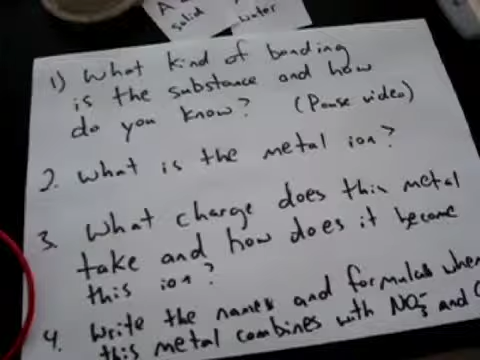 A
solid
water
1) What kind of bonding
is the substance and how
do you know? (Pause video)
2. What is the metal ion?
3. What charge does this metal
take and how does it become
this ion?
4. Write the names and formulas when
this metal combines with NO3- and